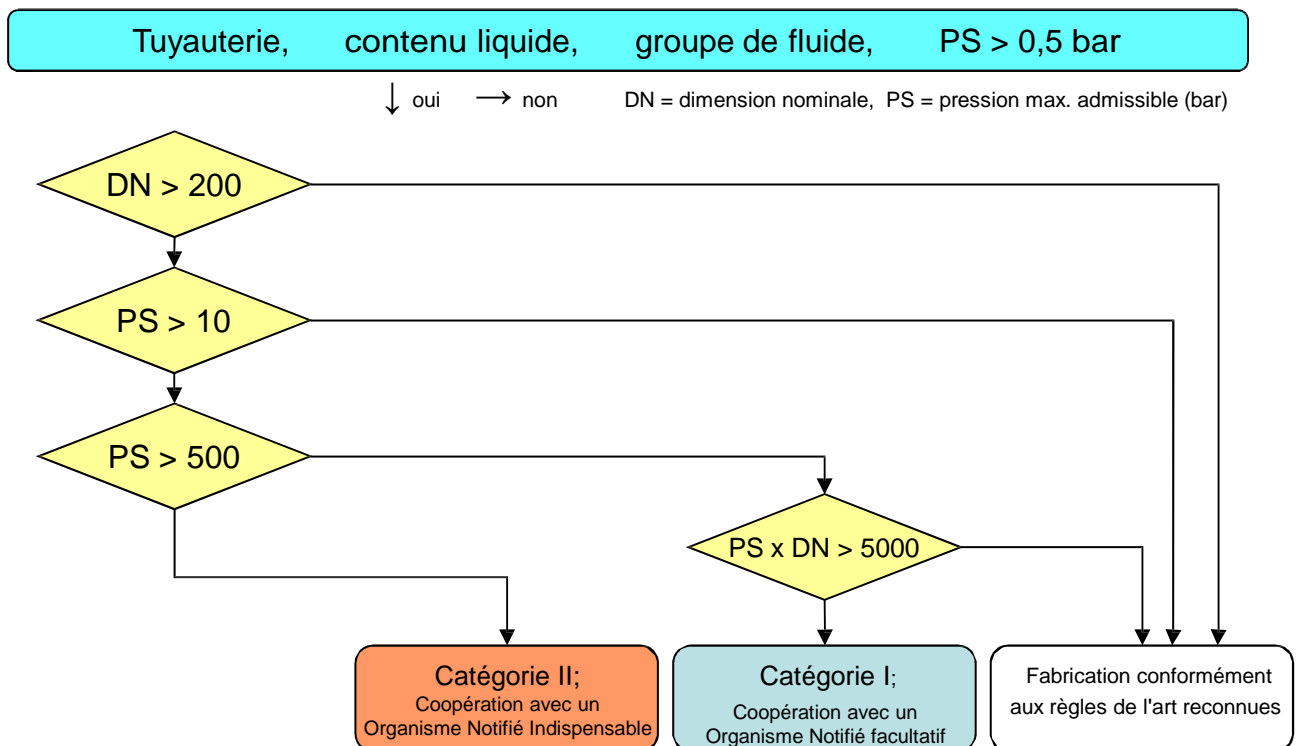 Tuyauterie, contenu liquide, groupe de fluide, PS > 0,5 bar
↓ oui → non DN = dimension nominale, PS = pression max. admissible (bar)
DN > 200
PS > 10
PS > 500
PS x DN > 5000
Catégorie II;
Coopération avec un
Organisme Notifié Indispensable
Catégorie I;
Coopération avec un
Organisme Notifié facultatif
Fabrication conformément
aux règles de l'art reconnues